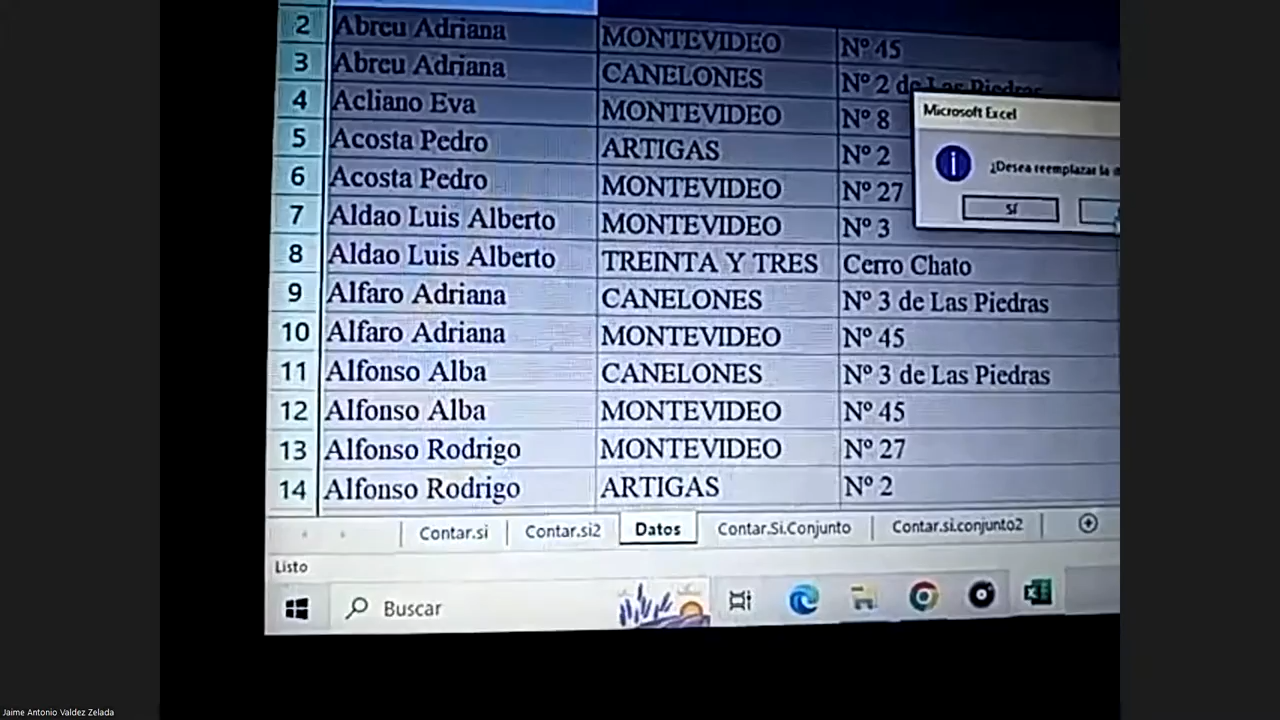 2 Abreu Adriana MONTEVIDEO Nº 45
3 Abreu Adriana CANELONES Nº 2 de Las Piedras
4 Acliano Eva MONTEVIDEO Nº 8
5 Acosta Pedro ARTIGAS Nº 2
6 Acosta Pedro MONTEVIDEO Nº 27
7 Aldao Luis Alberto MONTEVIDEO Nº 3
8 Aldao Luis Alberto TREINTA Y TRES Cerro Chato
9 Alfaro Adriana CANELONES Nº 3 de Las Piedras
10 Alfaro Adriana MONTEVIDEO Nº 45
11 Alfonso Alba CANELONES Nº 3 de Las Piedras
12 Alfonso Alba MONTEVIDEO Nº 45
13 Alfonso Rodrigo MONTEVIDEO Nº 27
14 Alfonso Rodrigo ARTIGAS Nº 2
Microsoft Excel
¿Desea reemplazar la
sí
Contar.si Contar.si2 Datos Contar.Si.Conjunto Contar.si.conjunto2
Listo
Buscar
Jaime Antonio Valdez Zelada